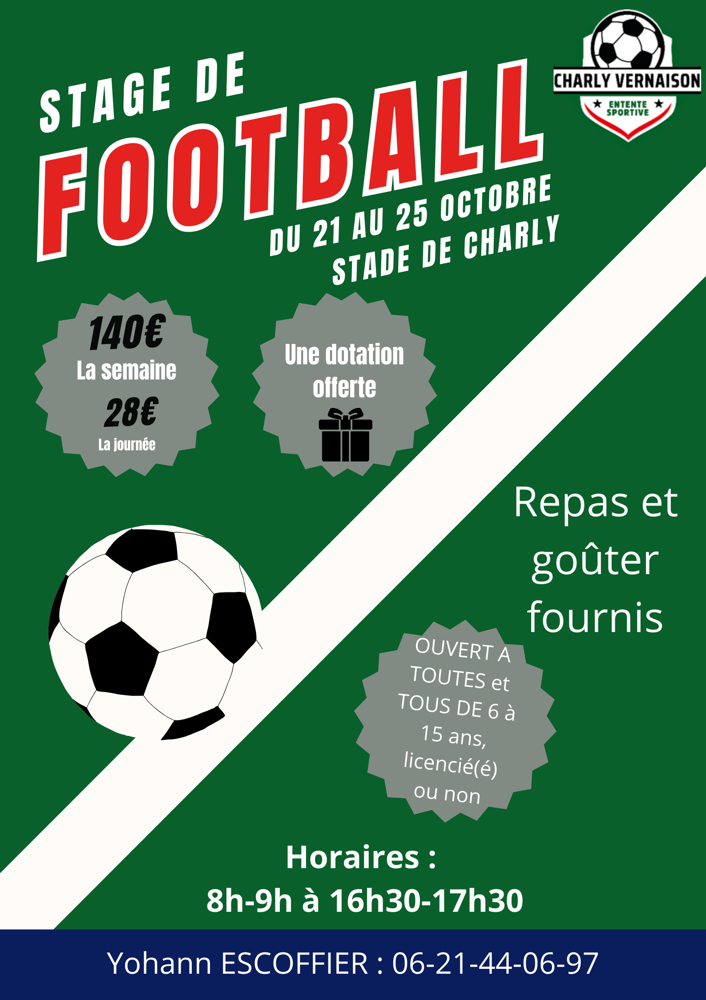 CHARLY VERNAISON
ENTENTE
SPORTIVE
STAGE DE
FOOTBALL
DU 21 AU 25 OCTOBRE
STADE DE CHARLY
140€
La semaine
28€
La journée
Une dotation
offerte
Repas et
goûter
fournis
OUVERT A
TOUTES et
TOUS DE 6 à
15 ans,
licencié(é)
ou non
Horaires :
8h-9h à 16h30-17h30
Yohann ESCOFFIER : 06-21-44-06-97